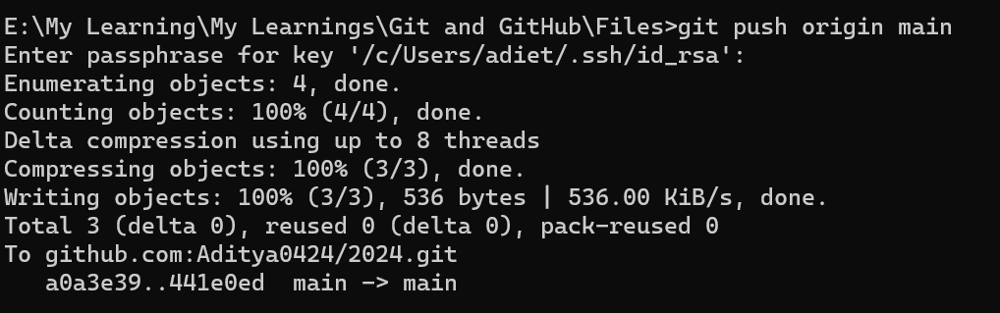 E:\My Learning\My Learnings\Git and GitHub\Files>git push origin main
Enter passphrase for key '/c/Users/adiet/.ssh/id_rsa':
Enumerating objects: 4, done.
Counting objects: 100% (4/4), done.
Delta compression using up to 8 threads
Compressing objects: 100% (3/3), done.
Writing objects: 100% (3/3), 536 bytes | 536.00 KiB/s, done.
Total 3 (delta 0), reused 0 (delta 0), pack-reused 0
To github.com:Aditya0424/2024.git
   a0a3e39..441e0ed  main -> main